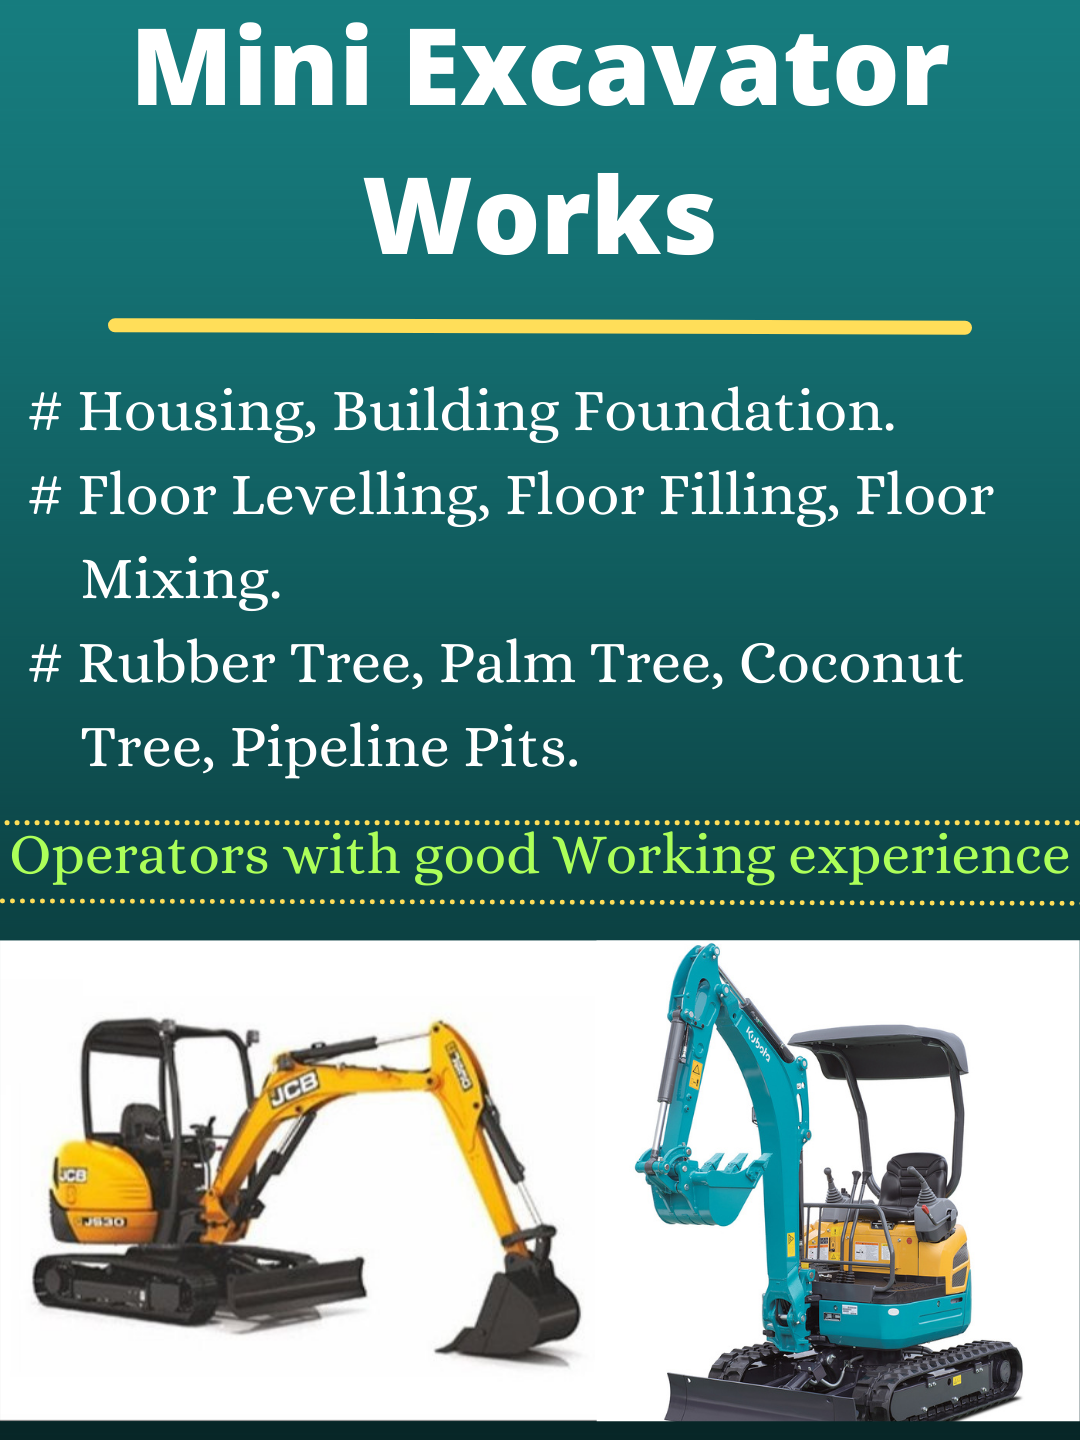 Mini Excavator
Works
# Housing, Building Foundation.
# Floor Levelling, Floor Filling, Floor
Mixing.
# Rubber Tree, Palm Tree, Coconut
Tree, Pipeline Pits.
Operators with good Working experience
Kubota
JCB
JCB
JS30